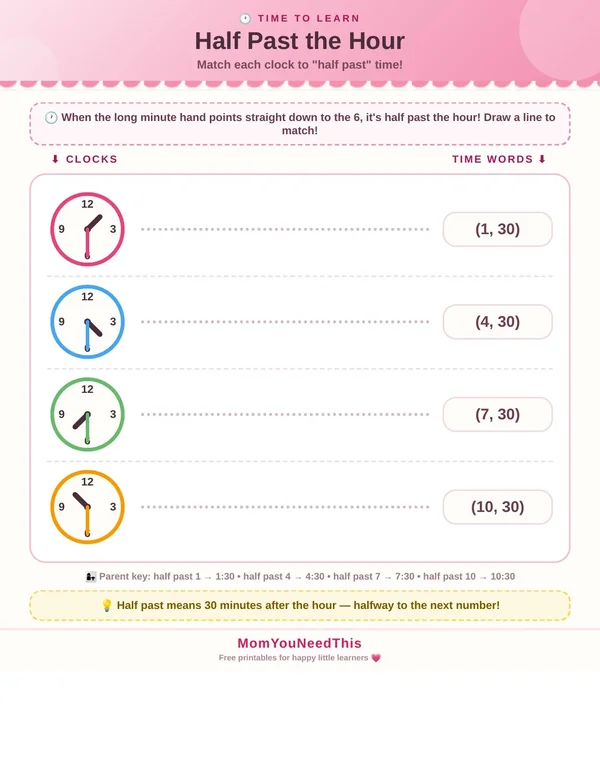 🕐 TIME TO LEARN
Half Past the Hour
Match each clock to "half past" time!
🕐 When the long minute hand points straight down to the 6, it's half past the hour! Draw a line to
match!
⬇ CLOCKS
TIME WORDS ⬇
12
9 3
6
(1, 30)
12
9 3
6
(4, 30)
12
9 3
6
(7, 30)
12
9 3
6
(10, 30)
Parent key: half past 1 → 1:30 • half past 4 → 4:30 • half past 7 → 7:30 • half past 10 → 10:30
💡 Half past means 30 minutes after the hour — halfway to the next number!
MomYouNeedThis
Free printables for happy little learners 💗